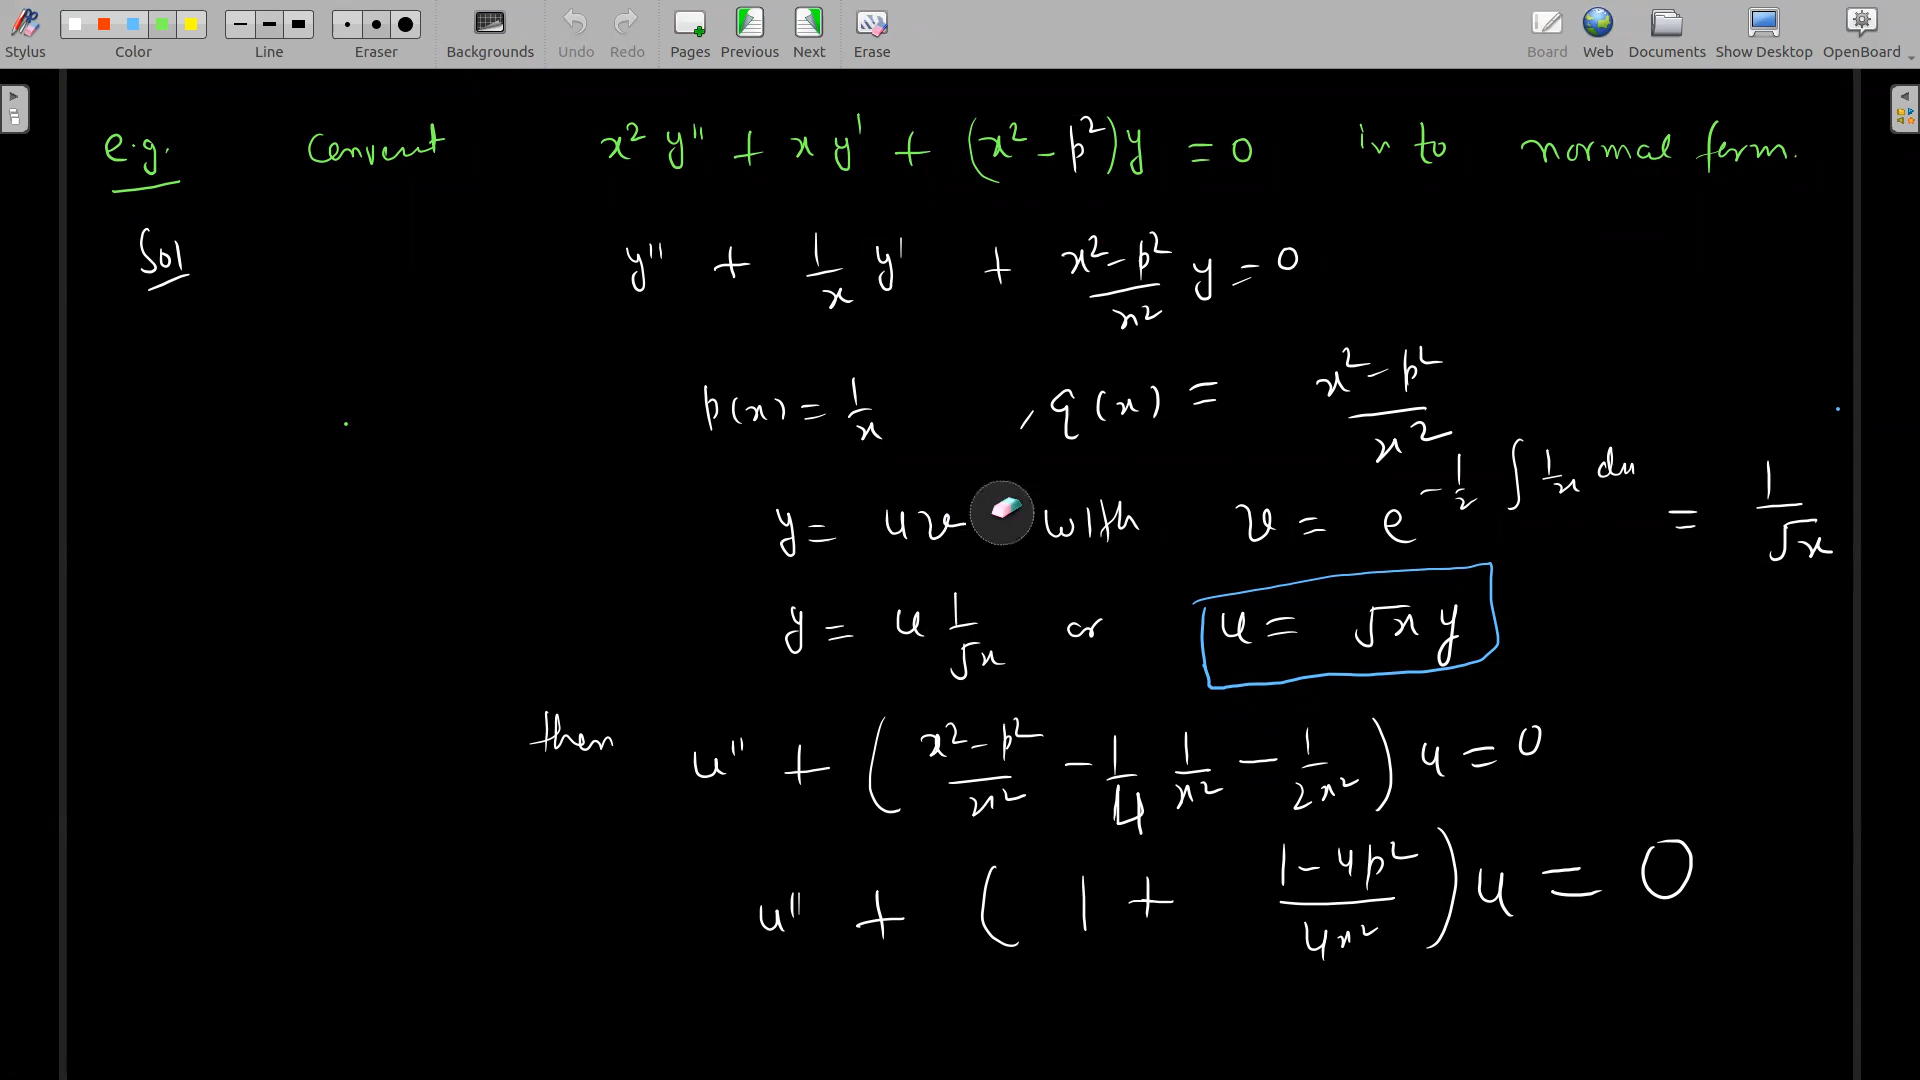 Stylus Color Line Eraser Backgrounds Undo Redo Pages Previous Next Erase Board Web Documents Show Desktop OpenBoard
e.g. Convert x² y'' + x y' + (x² - p²)y = 0 in to normal form.
Sol y'' + 1/x y' + (x² - p²)/x² y = 0
p(x) = 1/x , q(x) = (x² - p²)/x²
y = uv with v = e^(-1/2 ∫ 1/x dx) = 1/√x
y = u 1/√x or u = √x y
then u'' + ( (x² - p²)/x² - 1/4 1/x² - 1/(2x²) ) u = 0
u'' + ( 1 + (1 - 4p²)/(4x²) ) u = 0